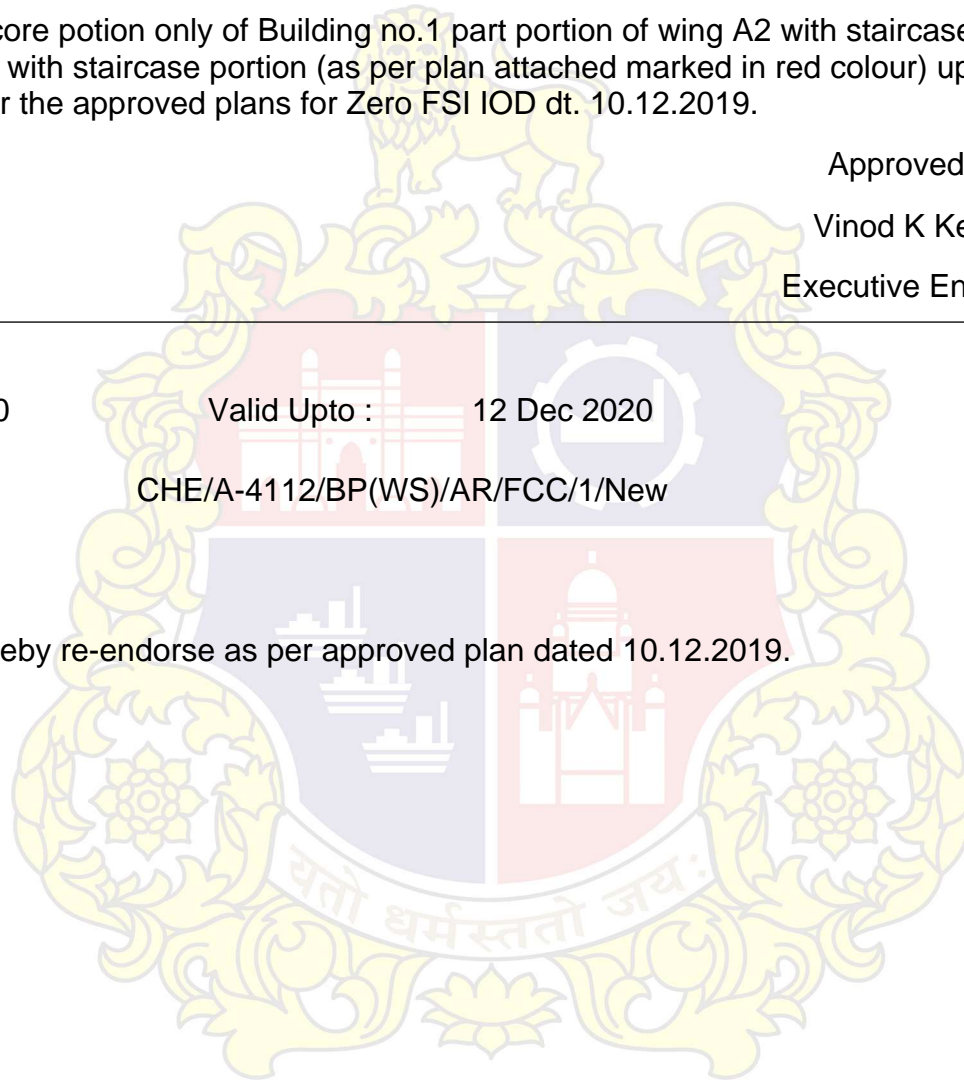 core potion only of Building no.1 part portion of wing A2 with staircase
with staircase portion (as per plan attached marked in red colour) up
r the approved plans for Zero FSI IOD dt. 10.12.2019.
Approved
Vinod K Ke
Executive En
0 Valid Upto : 12 Dec 2020
CHE/A-4112/BP(WS)/AR/FCC/1/New
eby re-endorse as per approved plan dated 10.12.2019.
यतो धर्मस्ततो जय: